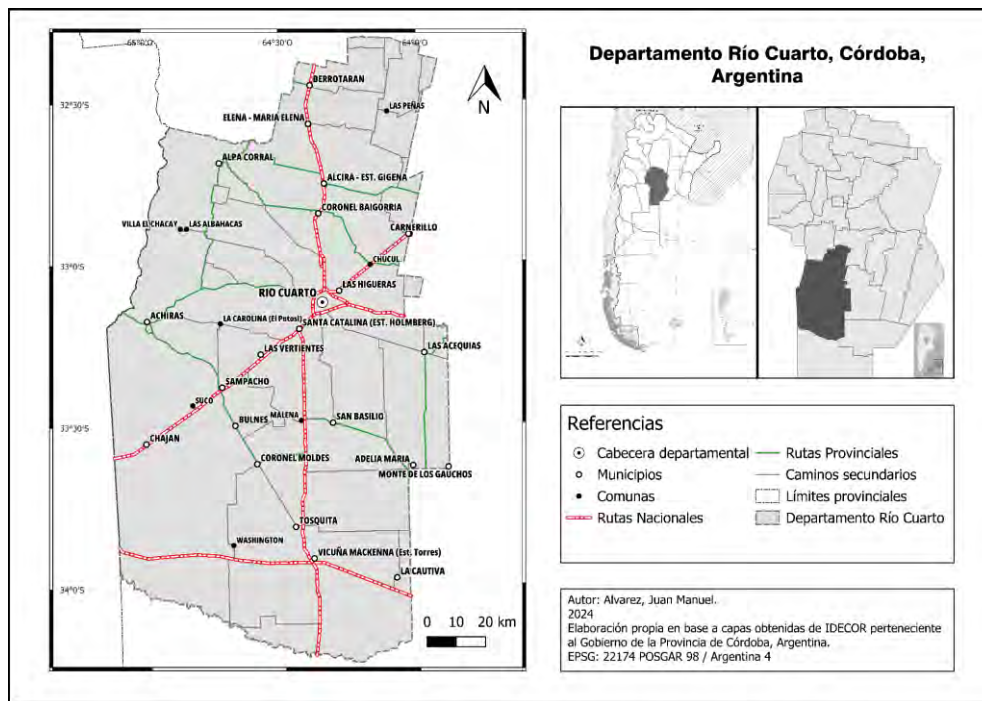 Departamento Río Cuarto, Córdoba,
Argentina
65°0'0
64°30'0
64°0'0
32°30'S
33°0'S
33°30'S
34°0'S
N
BERROTARAN
LAS PEÑAS
ELENA - MARIA ELENA
ALPA CORRAL
ALCIRA - EST. GIGENA
CORONEL BAIGORRIA
VILLA EL CHACAY
LAS ALBAHACAS
CARNERILLO
CHUCUL
LAS HIGUERAS
RIO CUARTO
ACHIRAS
LA CAROLINA (El Potosí)
SANTA CATALINA (EST. HOLMBERG)
LAS VERTIENTES
LAS ACEQUIAS
SAMPACHO
SUCO
BULNES
MALENA
SAN BASILIO
CHAJAN
CORONEL MOLDES
ADELIA MARIA
MONTE DE LOS GAUCHOS
TOSQUITA
WASHINGTON
VICUÑA MACKENNA (Est. Torres)
LA CAUTIVA
0 10 20 km
Referencias
Cabecera departamental
Municipios
Comunas
Rutas Nacionales
Rutas Provinciales
Caminos secundarios
Límites provinciales
Departamento Río Cuarto
Autor: Alvarez, Juan Manuel.
2024
Elaboración propia en base a capas obtenidas de IDECOR perteneciente
al Gobierno de la Provincia de Córdoba, Argentina.
EPSG: 22174 POSGAR 98 / Argentina 4